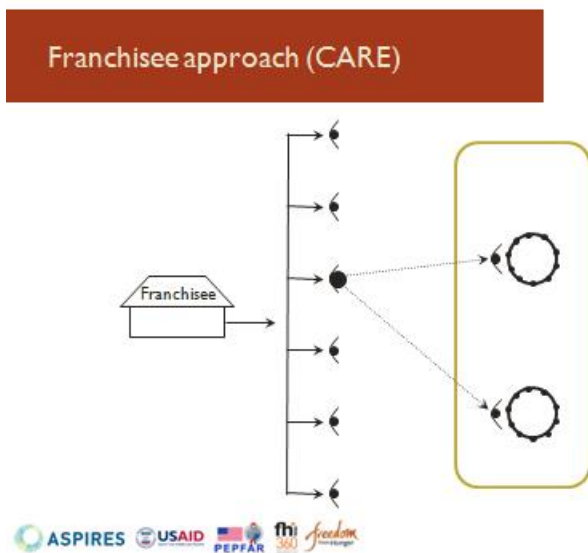 Franchisee approach (CARE)
Franchisee
ASPIRES
USAID
PEPFAR
fhi
360
freedom